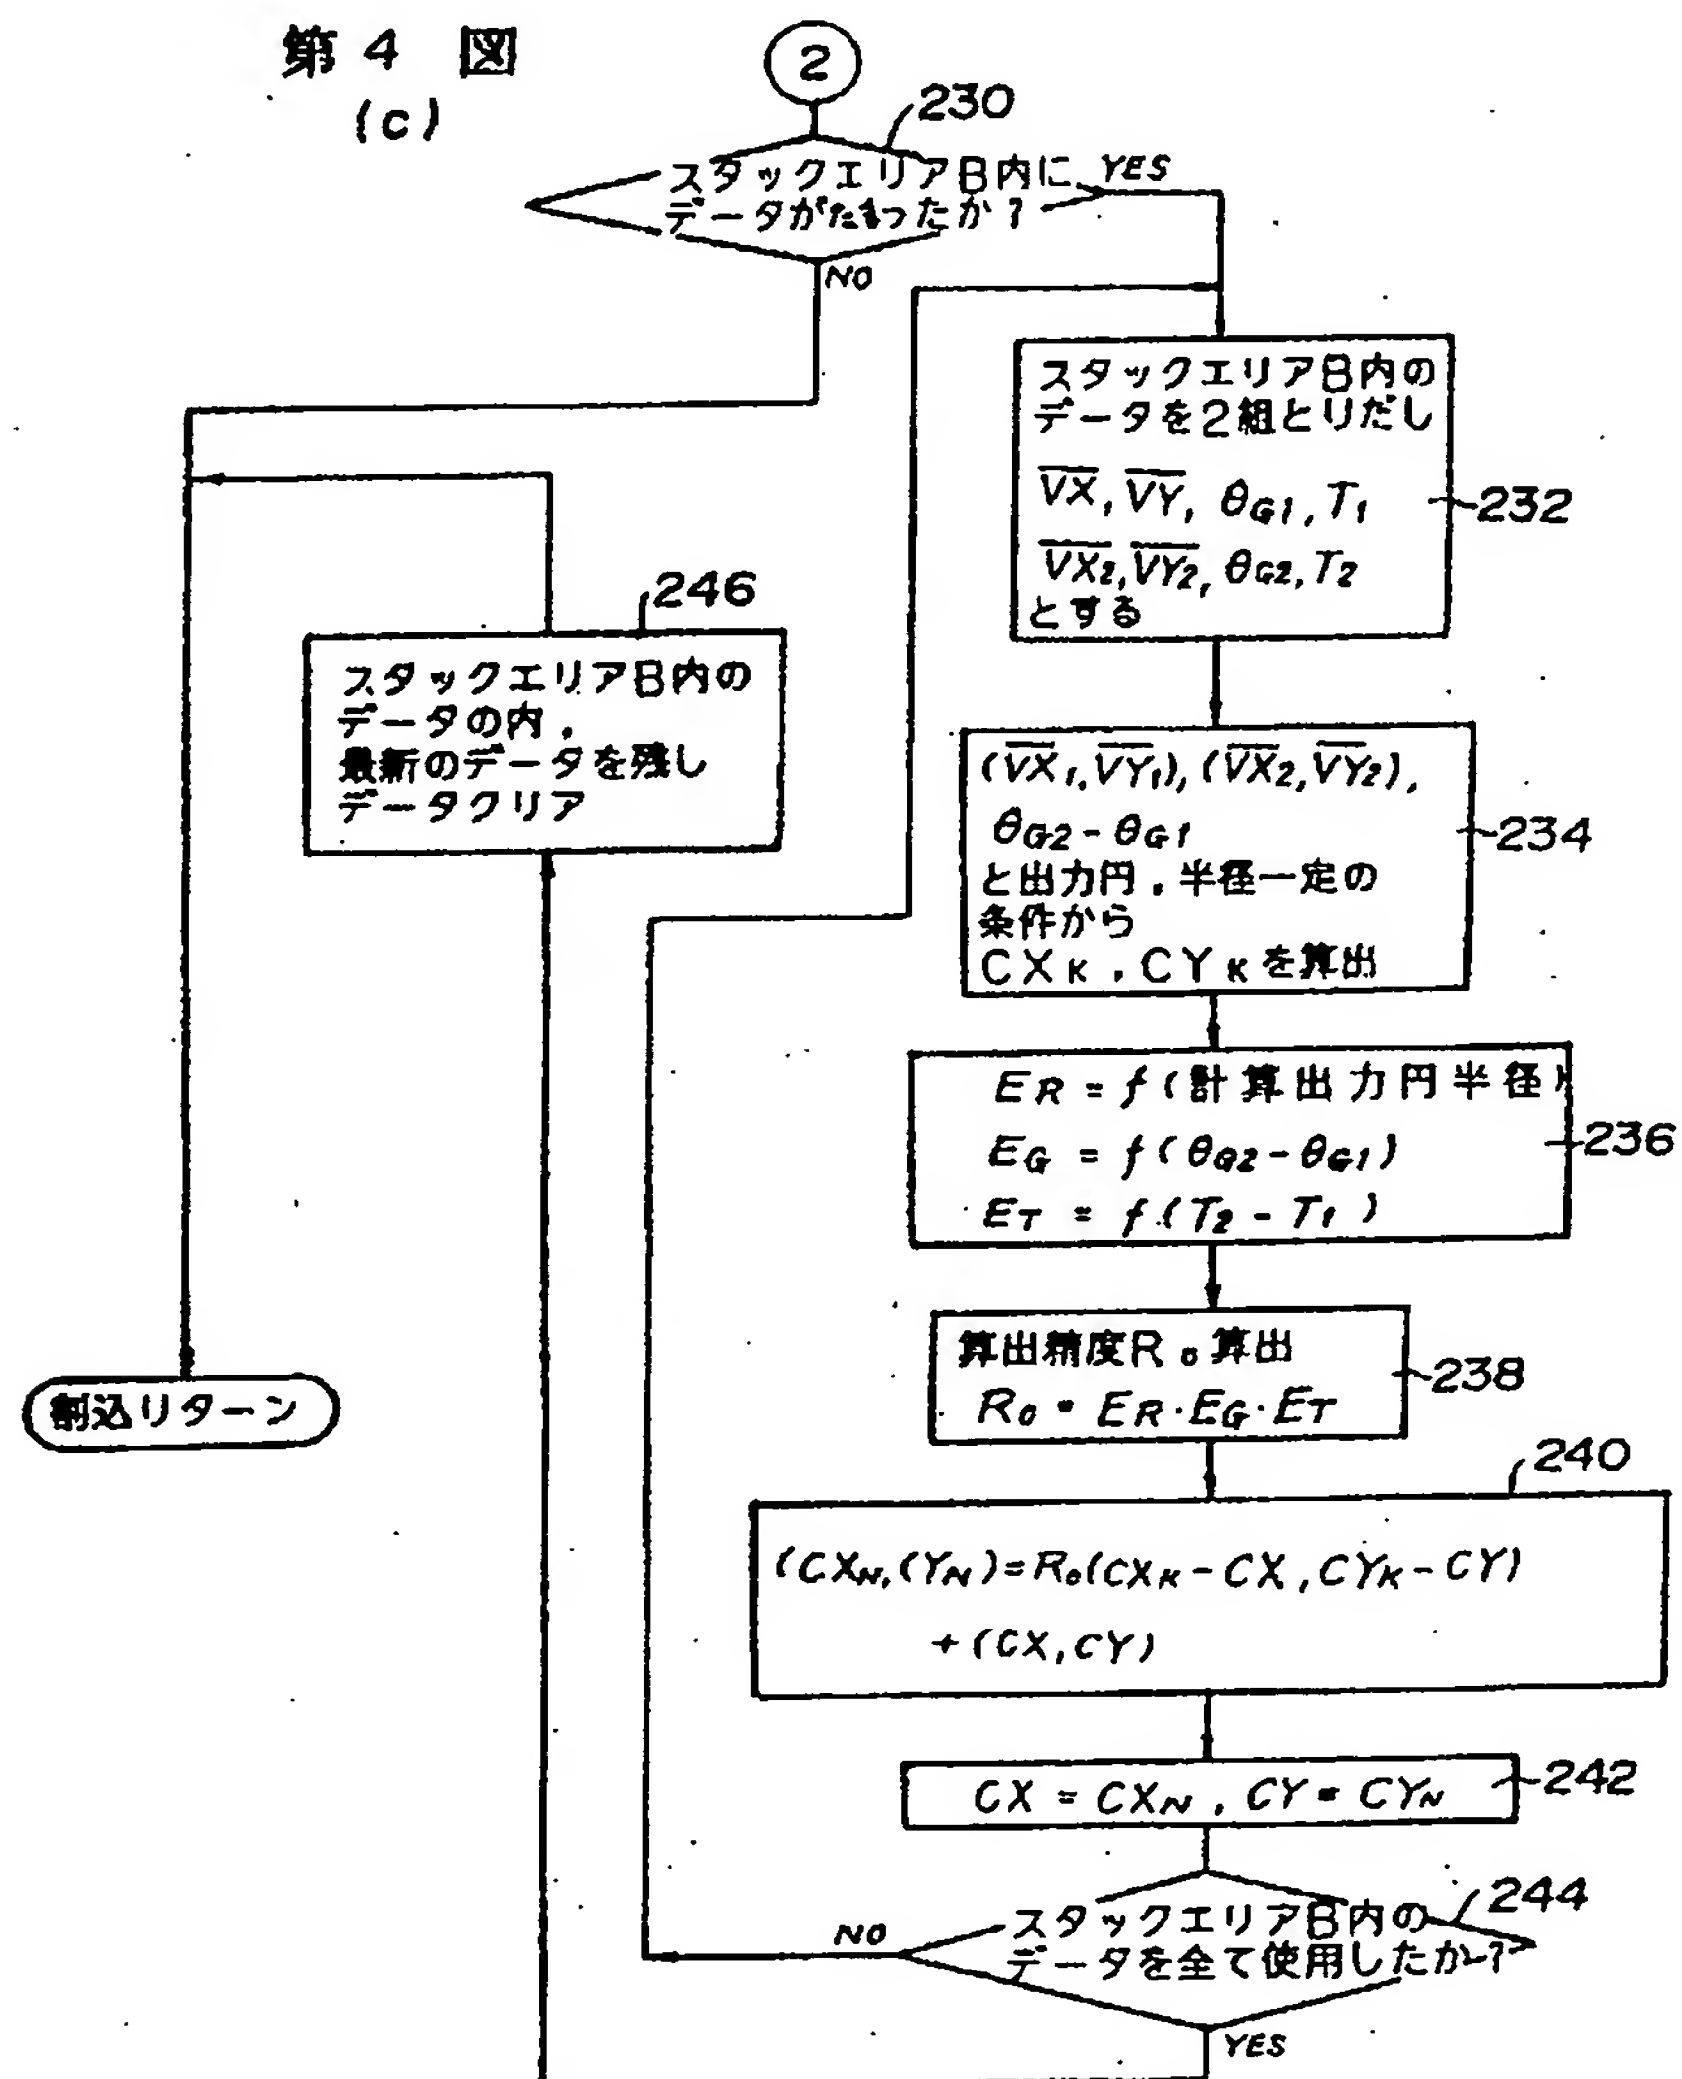 第4図
(c)
2
230
スタックエリアB内に
データがたまったか?
YES
NO
スタックエリアB内の
データを2組とりだし
V̅X̅, V̅Y̅, θG1, T1
V̅X̅2, V̅Y̅2, θG2, T2
とする
232
246
スタックエリアB内の
データの内,
最新のデータを残し
データクリア
(V̅X̅1, V̅Y̅1), (V̅X̅2, V̅Y̅2),
θG2 - θG1
と出力円,半径一定の
条件から
CXK, CYKを算出
234
ER = f(計算出力円半径)
EG = f(θG2 - θG1)
ET = f(T2 - T1)
236
算出精度R0算出
R0 = ER・EG・ET
238
割込リターン
240
(CXN,(YN)=R0(CXK-CX,CYK-CY)
+(CX,CY)
CX = CXN, CY = CYN
242
244
スタックエリアB内の
データを全て使用したか?
NO
YES